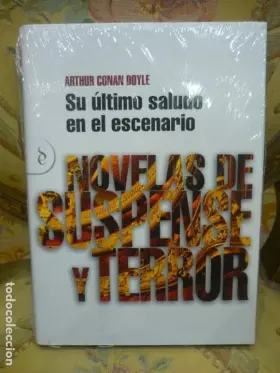 ARTHUR CONAN DOYLE
Su último saludo
en el escenario
NOVELAS DE
SUSPENSE
Y TERROR
todocoleccion